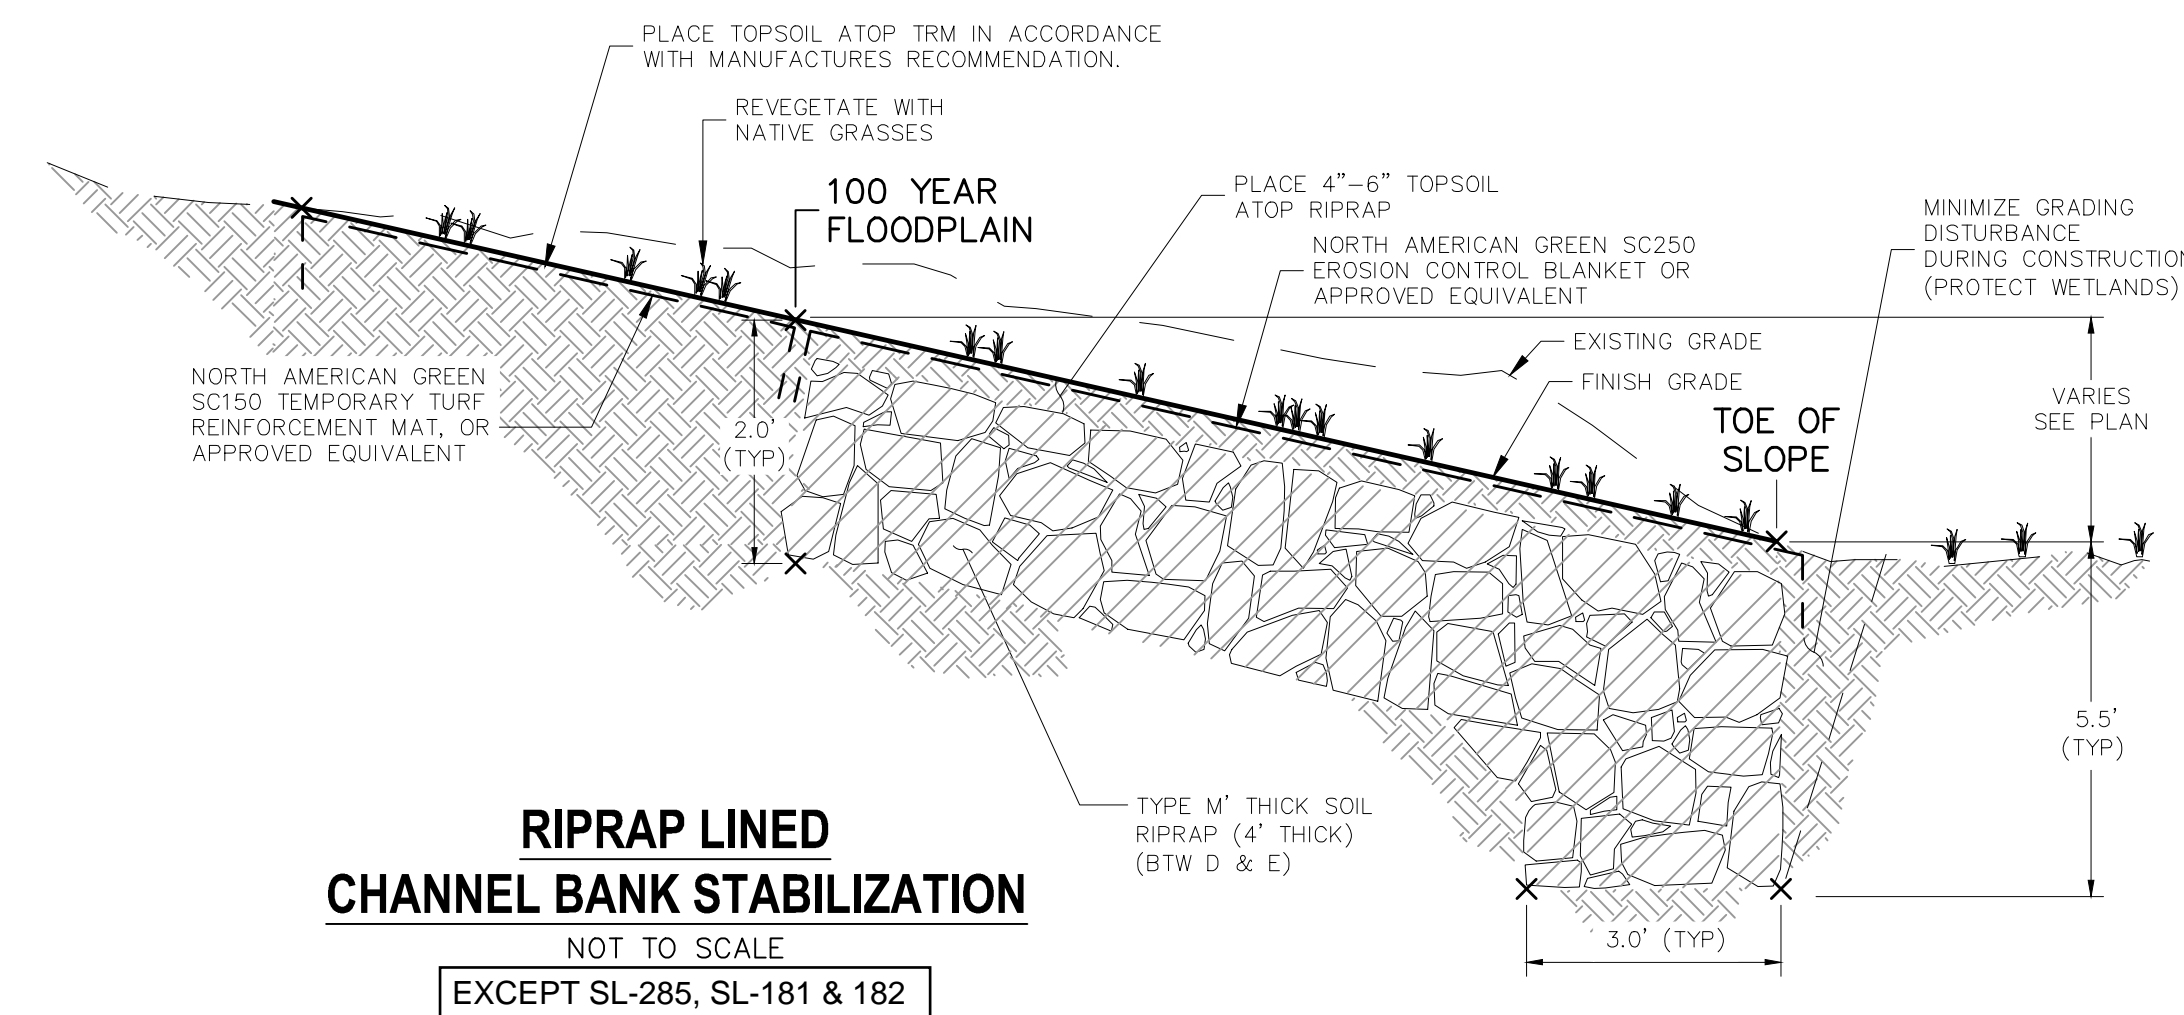 PLACE TOPSOIL ATOP TRM IN ACCORDANCE
WITH MANUFACTURES RECOMMENDATION.
REVEGETATE WITH
NATIVE GRASSES
100 YEAR
FLOODPLAIN
PLACE 4"-6" TOPSOIL
ATOP RIPRAP
NORTH AMERICAN GREEN SC250
EROSION CONTROL BLANKET OR
APPROVED EQUIVALENT
MINIMIZE GRADING
DISTURBANCE
DURING CONSTRUCTION
(PROTECT WETLANDS)
EXISTING GRADE
FINISH GRADE
TOE OF
SLOPE
VARIES
SEE PLAN
NORTH AMERICAN GREEN
SC150 TEMPORARY TURF
REINFORCEMENT MAT, OR
APPROVED EQUIVALENT
2.0'
(TYP)
5.5'
(TYP)
TYPE M' THICK SOIL
RIPRAP (4' THICK)
(BTW D & E)
3.0' (TYP)
RIPRAP LINED
CHANNEL BANK STABILIZATION
NOT TO SCALE
EXCEPT SL-285, SL-181 & 182